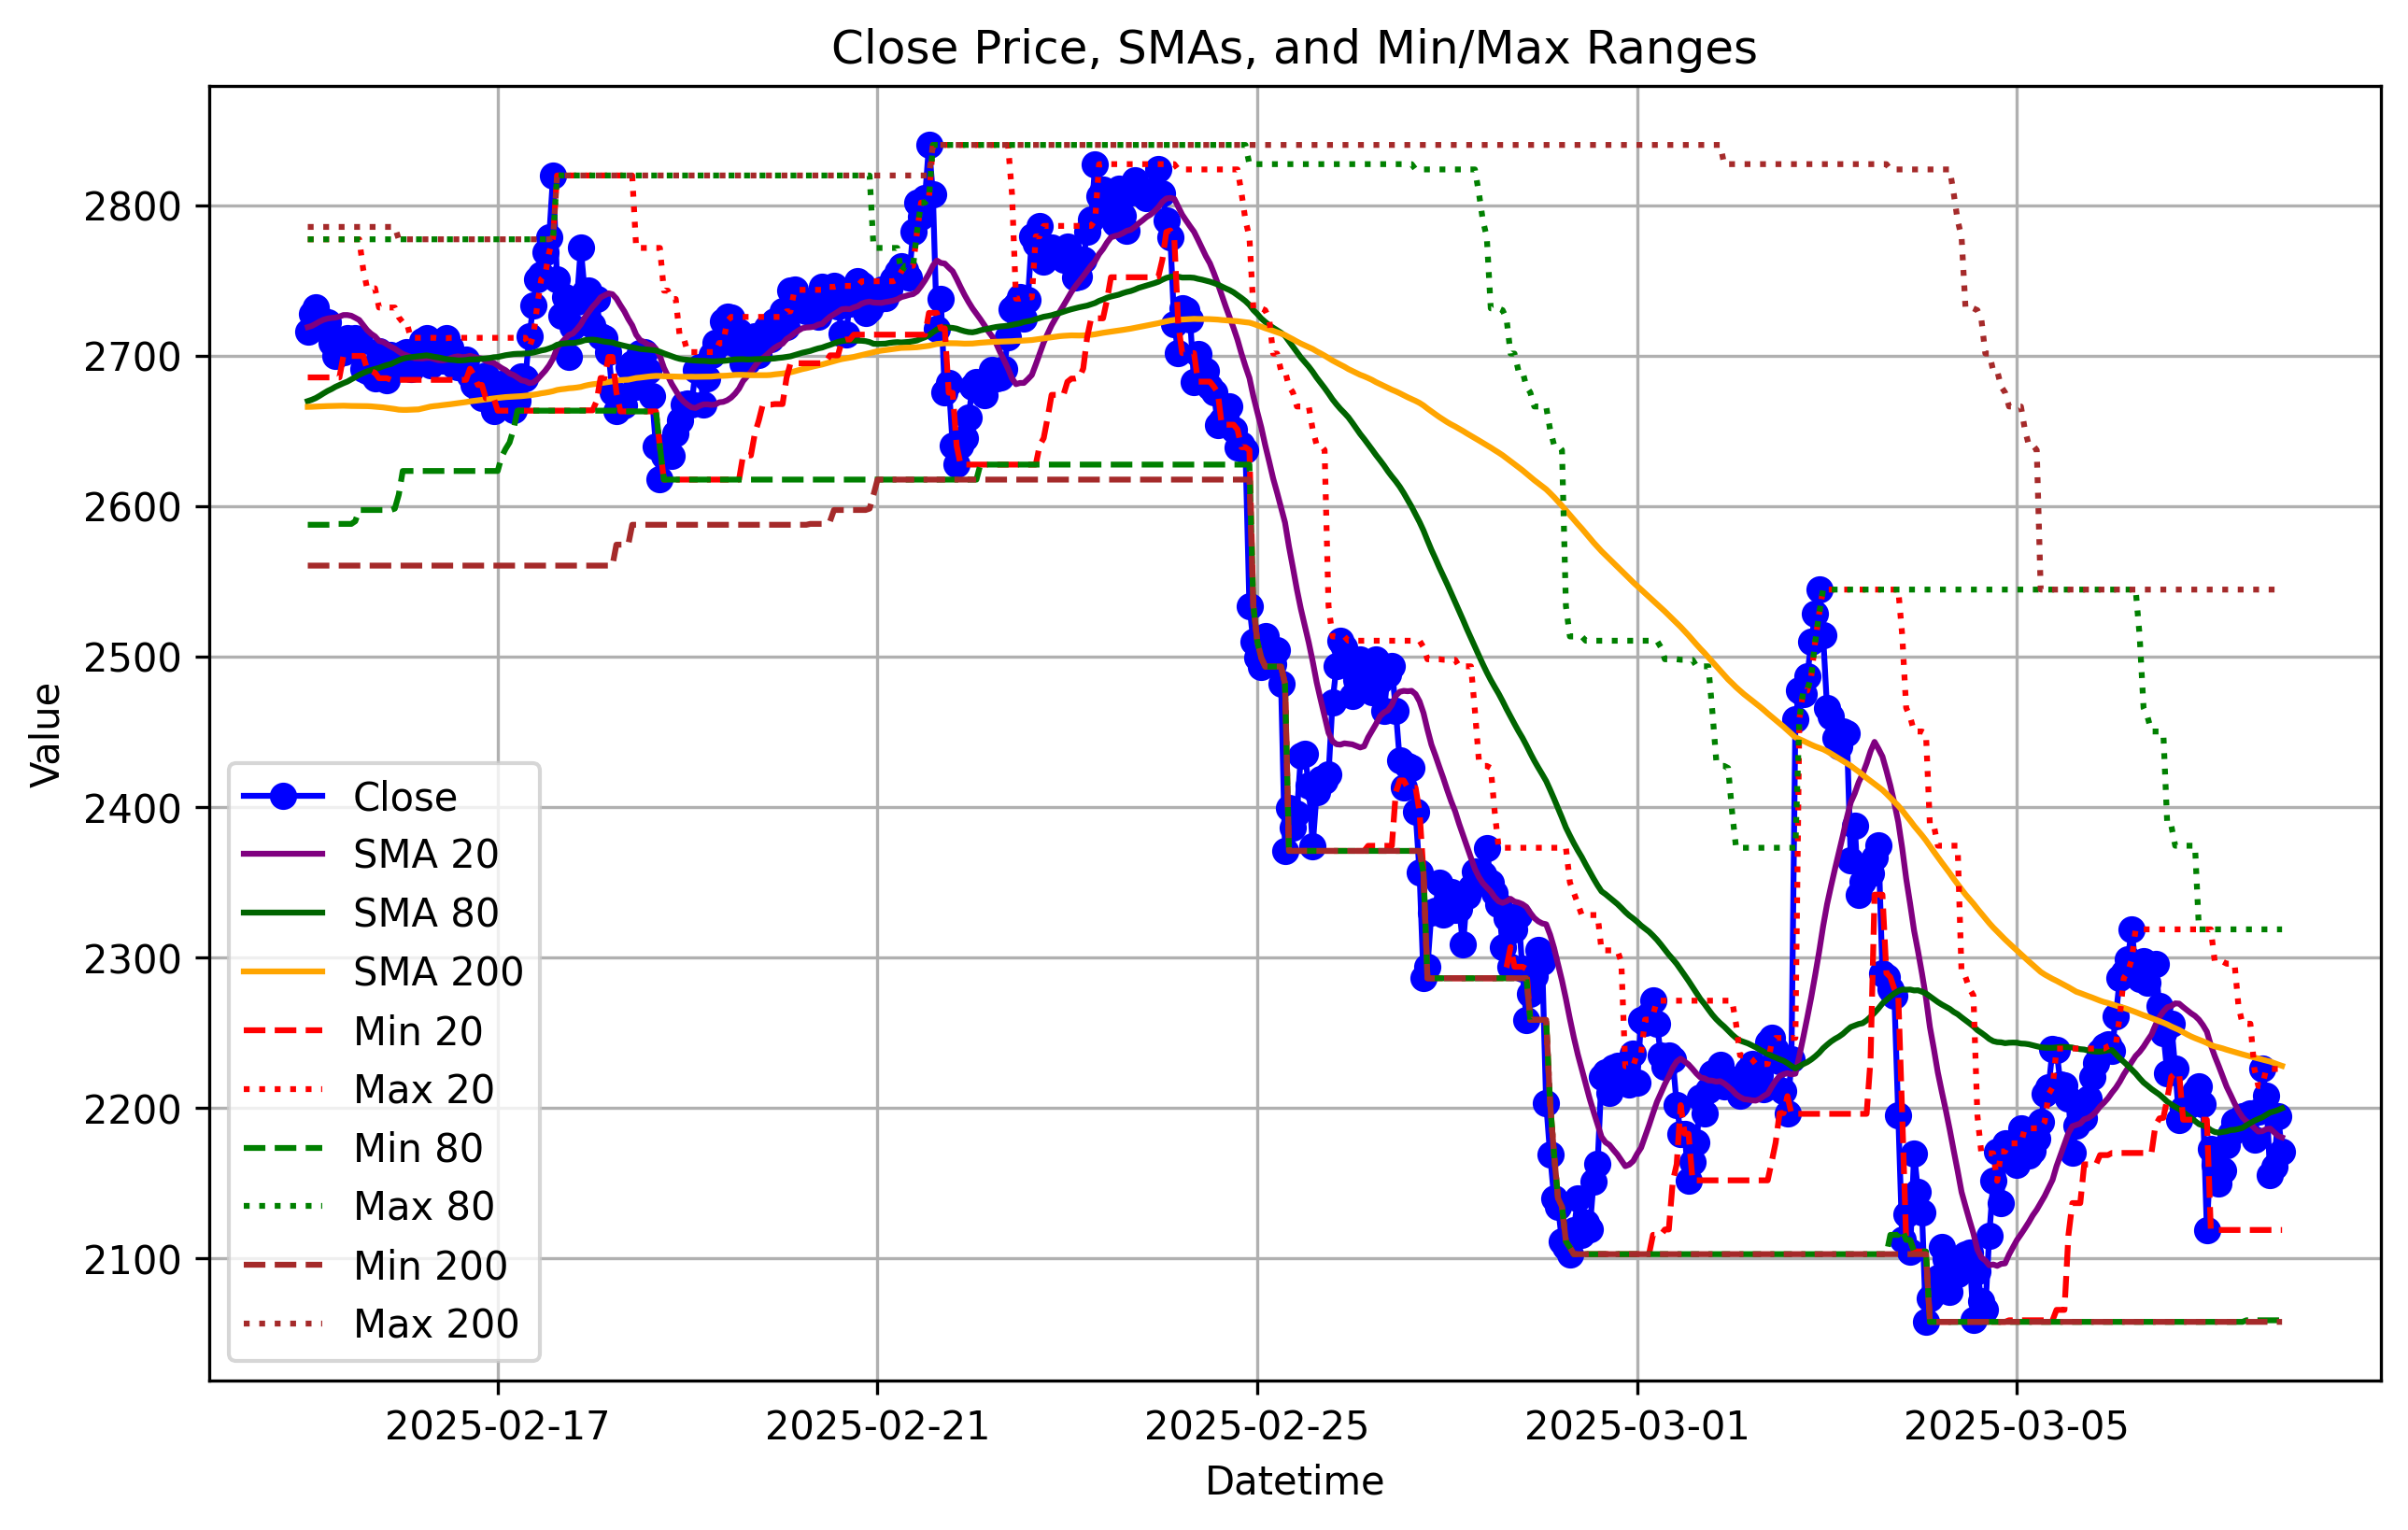 Close Price, SMAs, and Min/Max Ranges
Value
2800
2700
2600
2500
2400
2300
2200
2100
Close
SMA 20
SMA 80
SMA 200
Min 20
Max 20
Min 80
Max 80
Min 200
Max 200
2025-02-17 2025-02-21 2025-02-25 2025-03-01 2025-03-05
Datetime